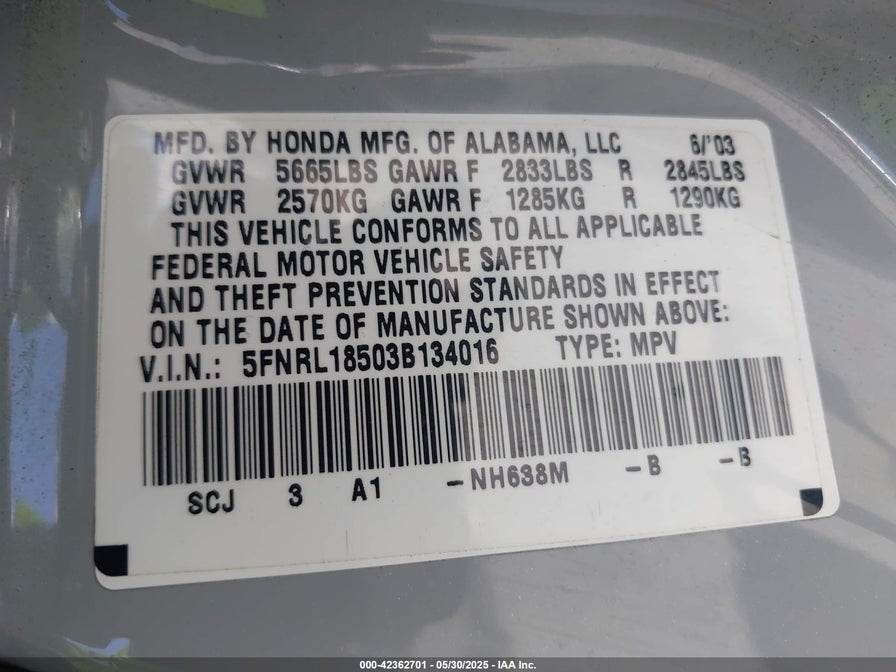 MFD. BY HONDA MFG. OF ALABAMA, LLC 6/'03
GVWR 5665LBS GAWR F 2833LBS R 2845LBS
GVWR 2570KG GAWR F 1285KG R 1290KG
THIS VEHICLE CONFORMS TO ALL APPLICABLE
FEDERAL MOTOR VEHICLE SAFETY
AND THEFT PREVENTION STANDARDS IN EFFECT
ON THE DATE OF MANUFACTURE SHOWN ABOVE:
V.I.N.: 5FNRL18503B134016 TYPE: MPV
SCJ 3 A1 -NH638M -B -B
000-42362701 - 05/30/2025 - IAA Inc.